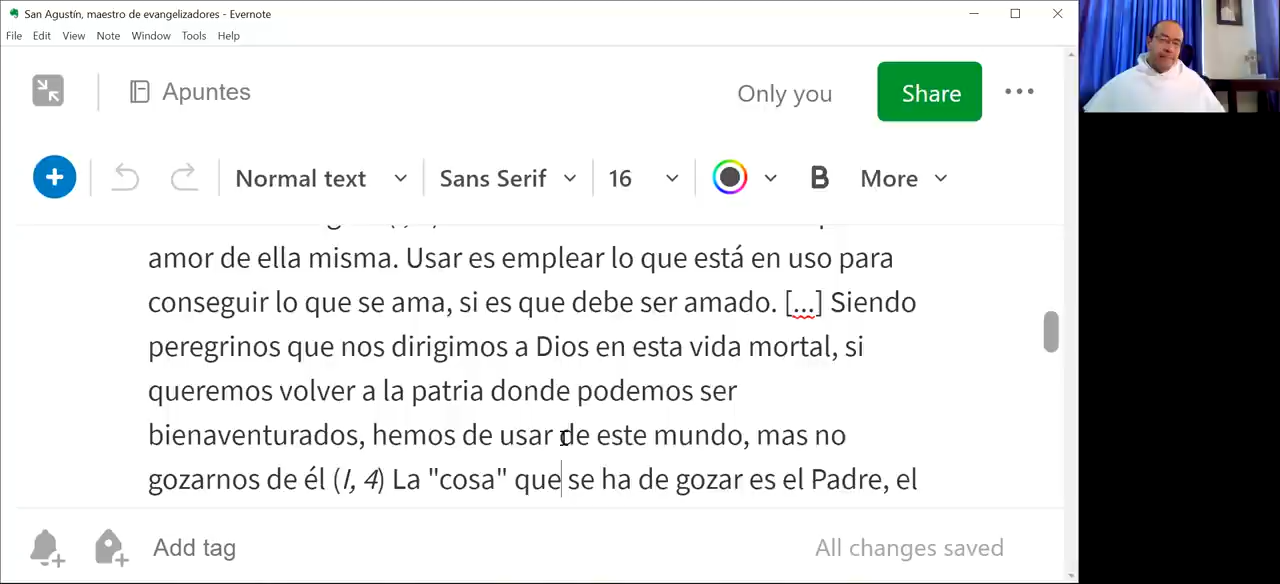 San Agustín, maestro de evangelizadores - Evernote
File Edit View Note Window Tools Help
Apuntes
Only you
Share
Normal text
Sans Serif
16
B
More
amor de ella misma. Usar es emplear lo que está en uso para
conseguir lo que se ama, si es que debe ser amado. [...] Siendo
peregrinos que nos dirigimos a Dios en esta vida mortal, si
queremos volver a la patria donde podemos ser
bienaventurados, hemos de usar de este mundo, mas no
gozarnos de él (I, 4) La "cosa" que se ha de gozar es el Padre, el
Add tag
All changes saved